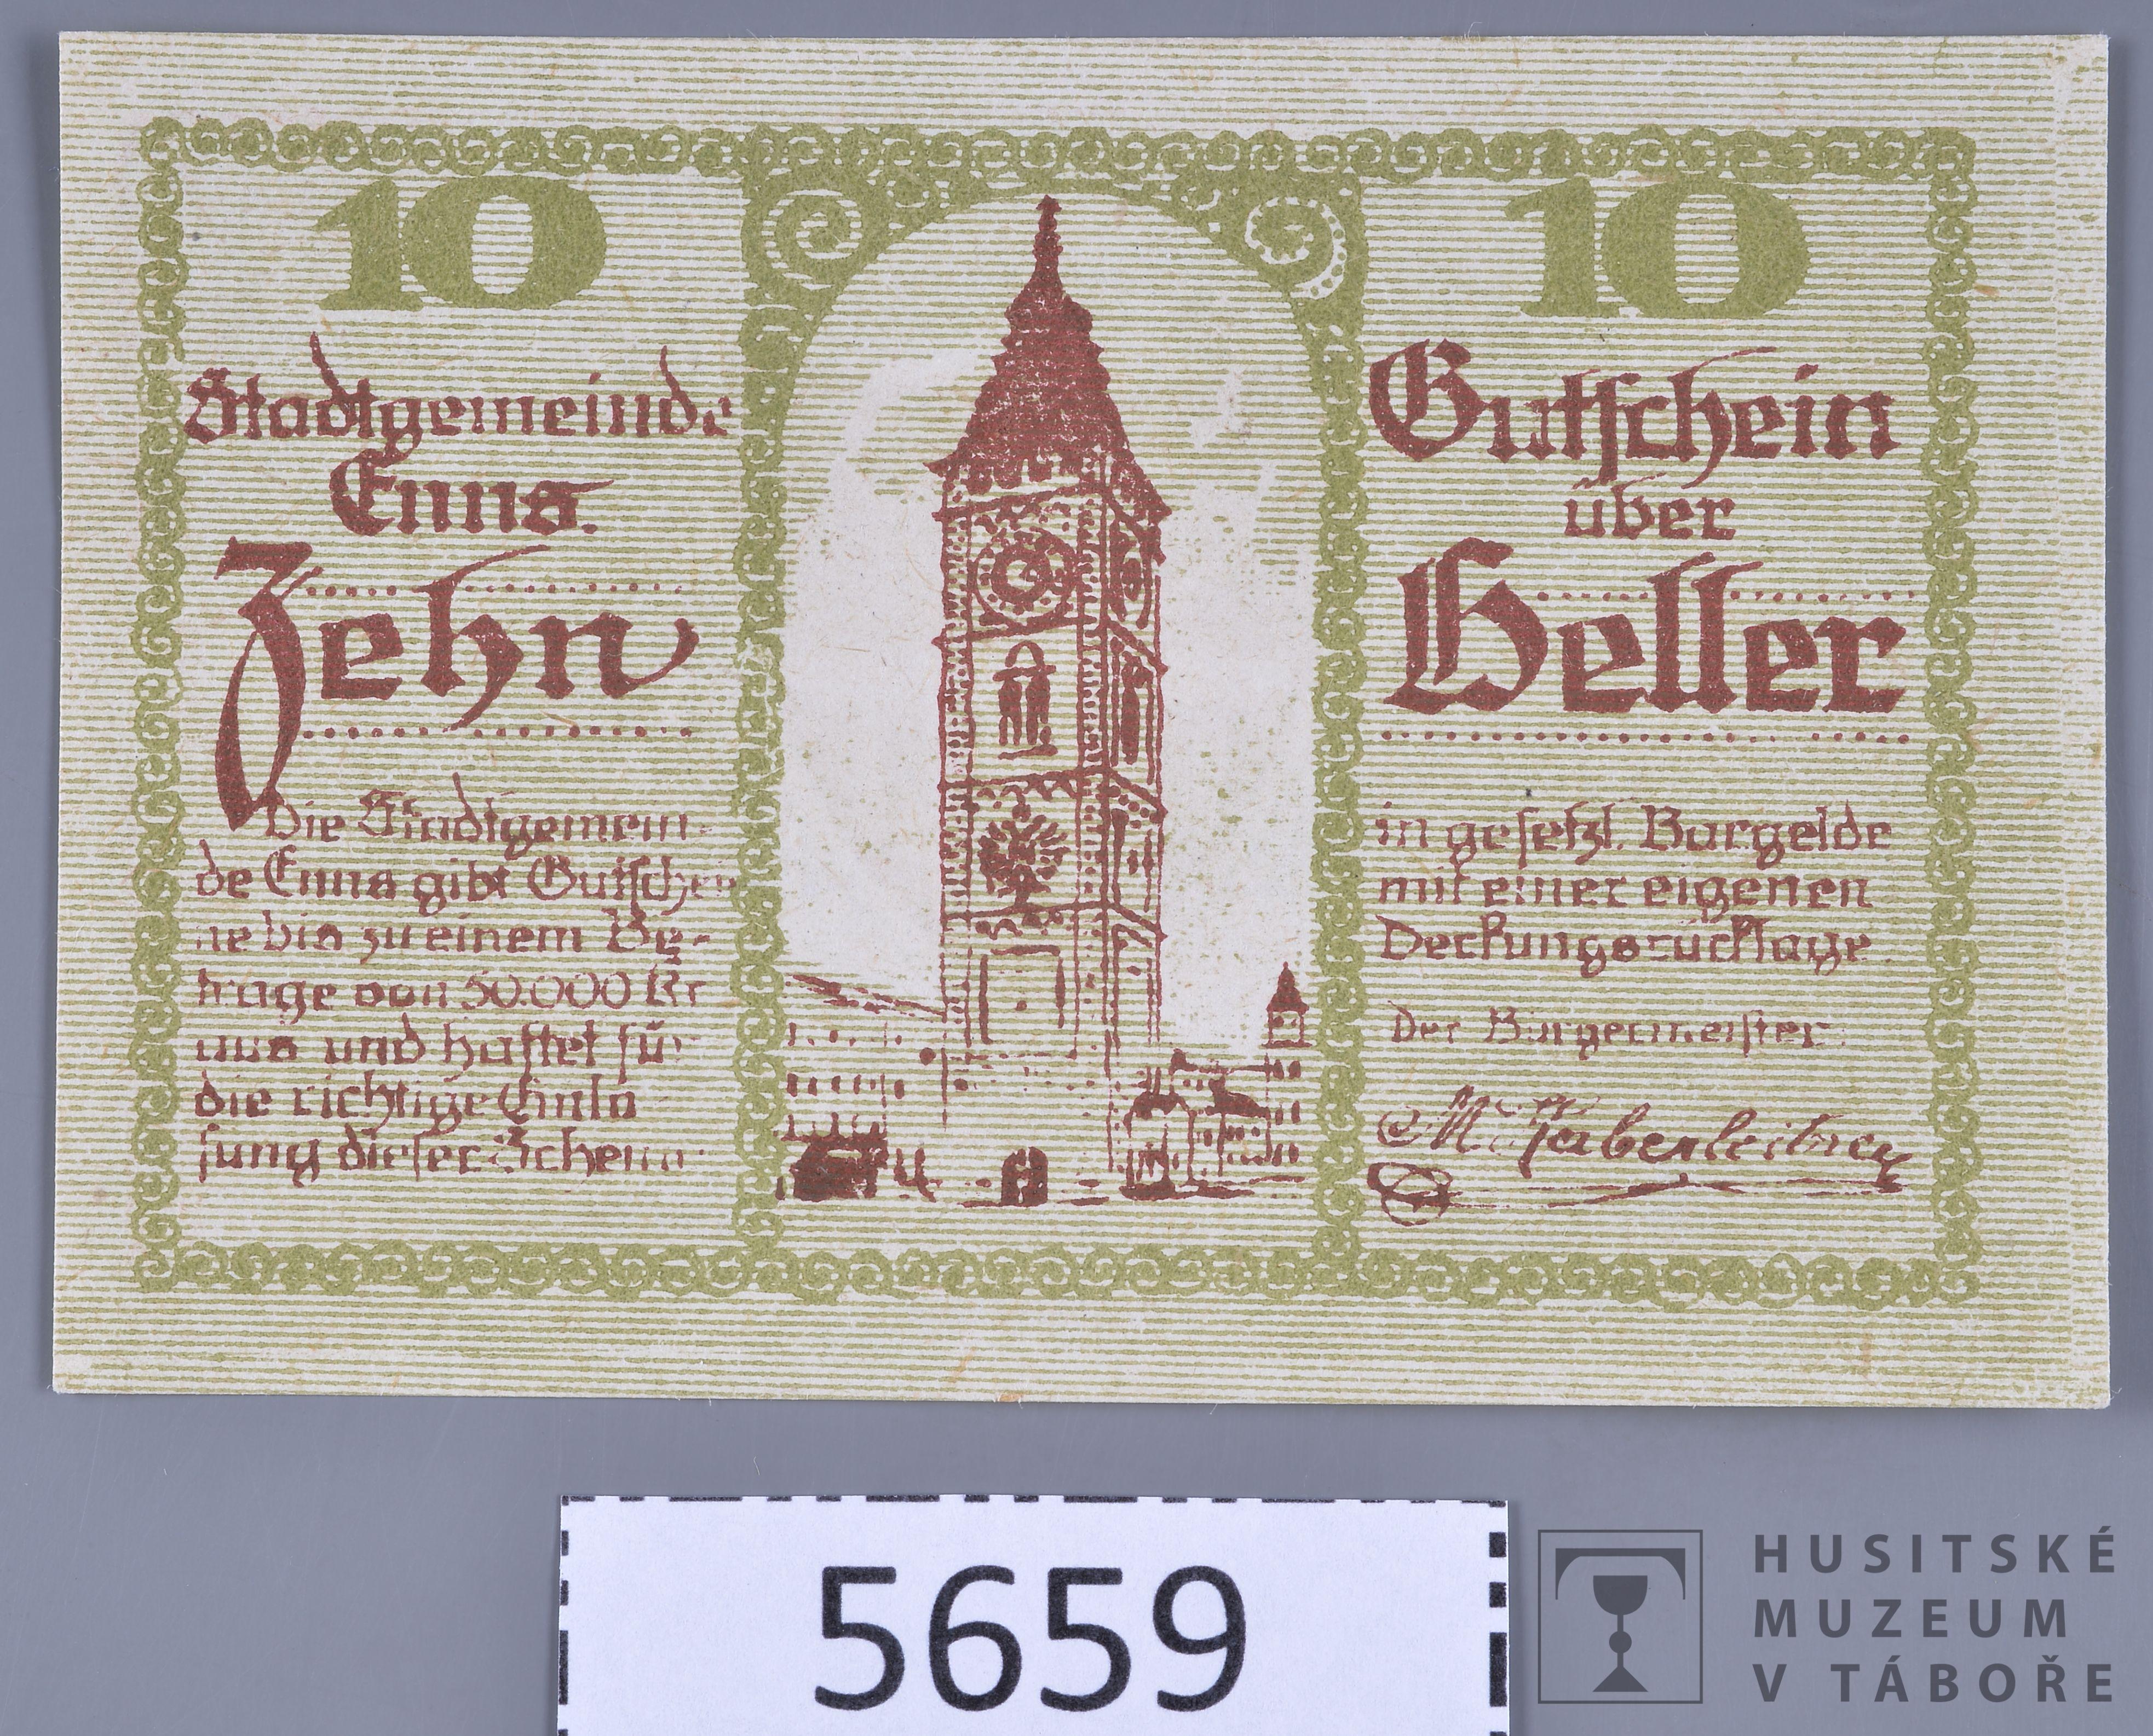 10
Stadtgemeinde
Enns.
Zehn
Die Stadtgemein-
de Enns gibt Gutschei
ne bis zu einem Be-
trage von 50.000 Kr
aus und haftet für
die richtige Einlö
sung dieser Scheine
10
Gutschein
über
Heller
in gesetzl. Bargelde
mit einer eigenen
Deckungsrücklage.
Der Bürgermeister:
5659
HUSITSKÉ
MUZEUM
V TÁBOŘE